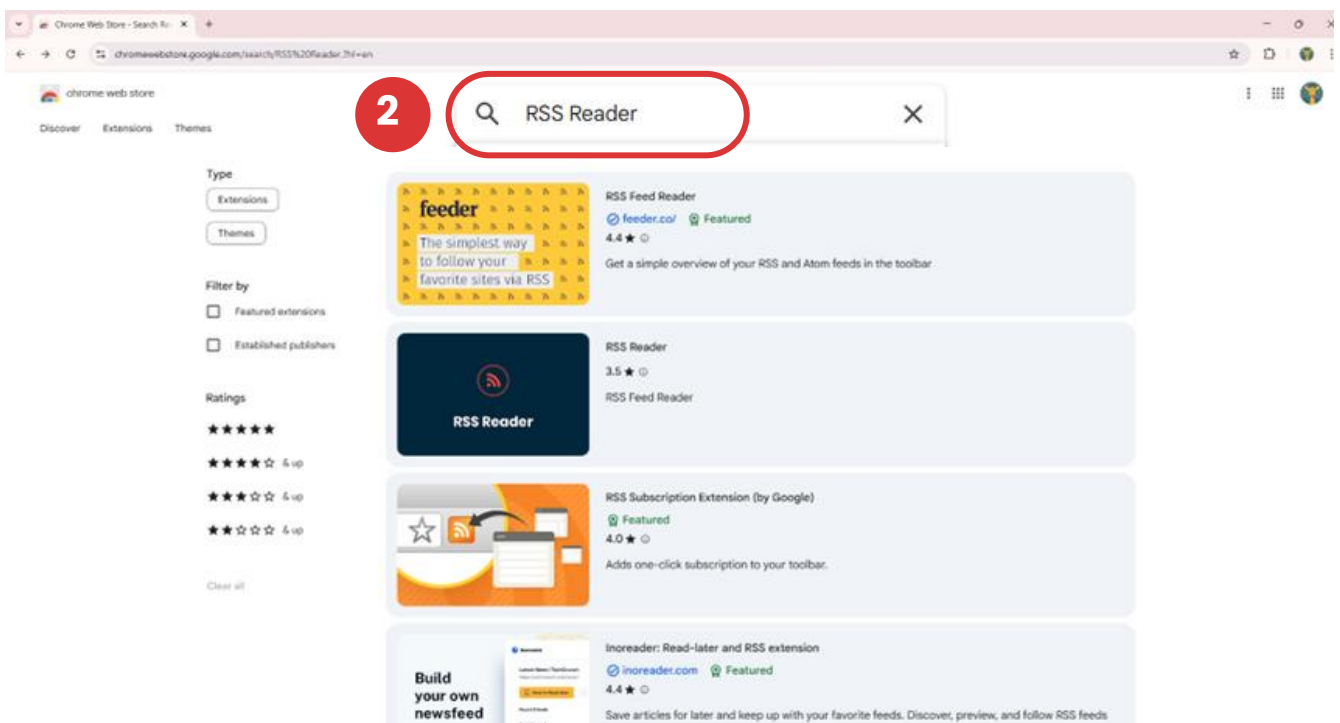 Chrome Web Store - Search Re
chromewebstore.google.com/search/RSS%20Reader?hl=en
chrome web store
2
RSS Reader
Discover Extensions Themes
Type
Extensions
Themes
Filter by
Featured extensions
Established publishers
Ratings
& up
& up
& up
Clear all
feeder
The simplest way
to follow your
favorite sites via RSS
RSS Feed Reader
feeder.co/ Featured
4.4
Get a simple overview of your RSS and Atom feeds in the toolbar
RSS Reader
RSS Reader
3.5
RSS Feed Reader
RSS Subscription Extension (by Google)
Featured
4.0
Adds one-click subscription to your toolbar.
Build
your own
newsfeed
Inoreader: Read-later and RSS extension
inoreader.com Featured
4.4
Save articles for later and keep up with your favorite feeds. Discover, preview, and follow RSS feeds